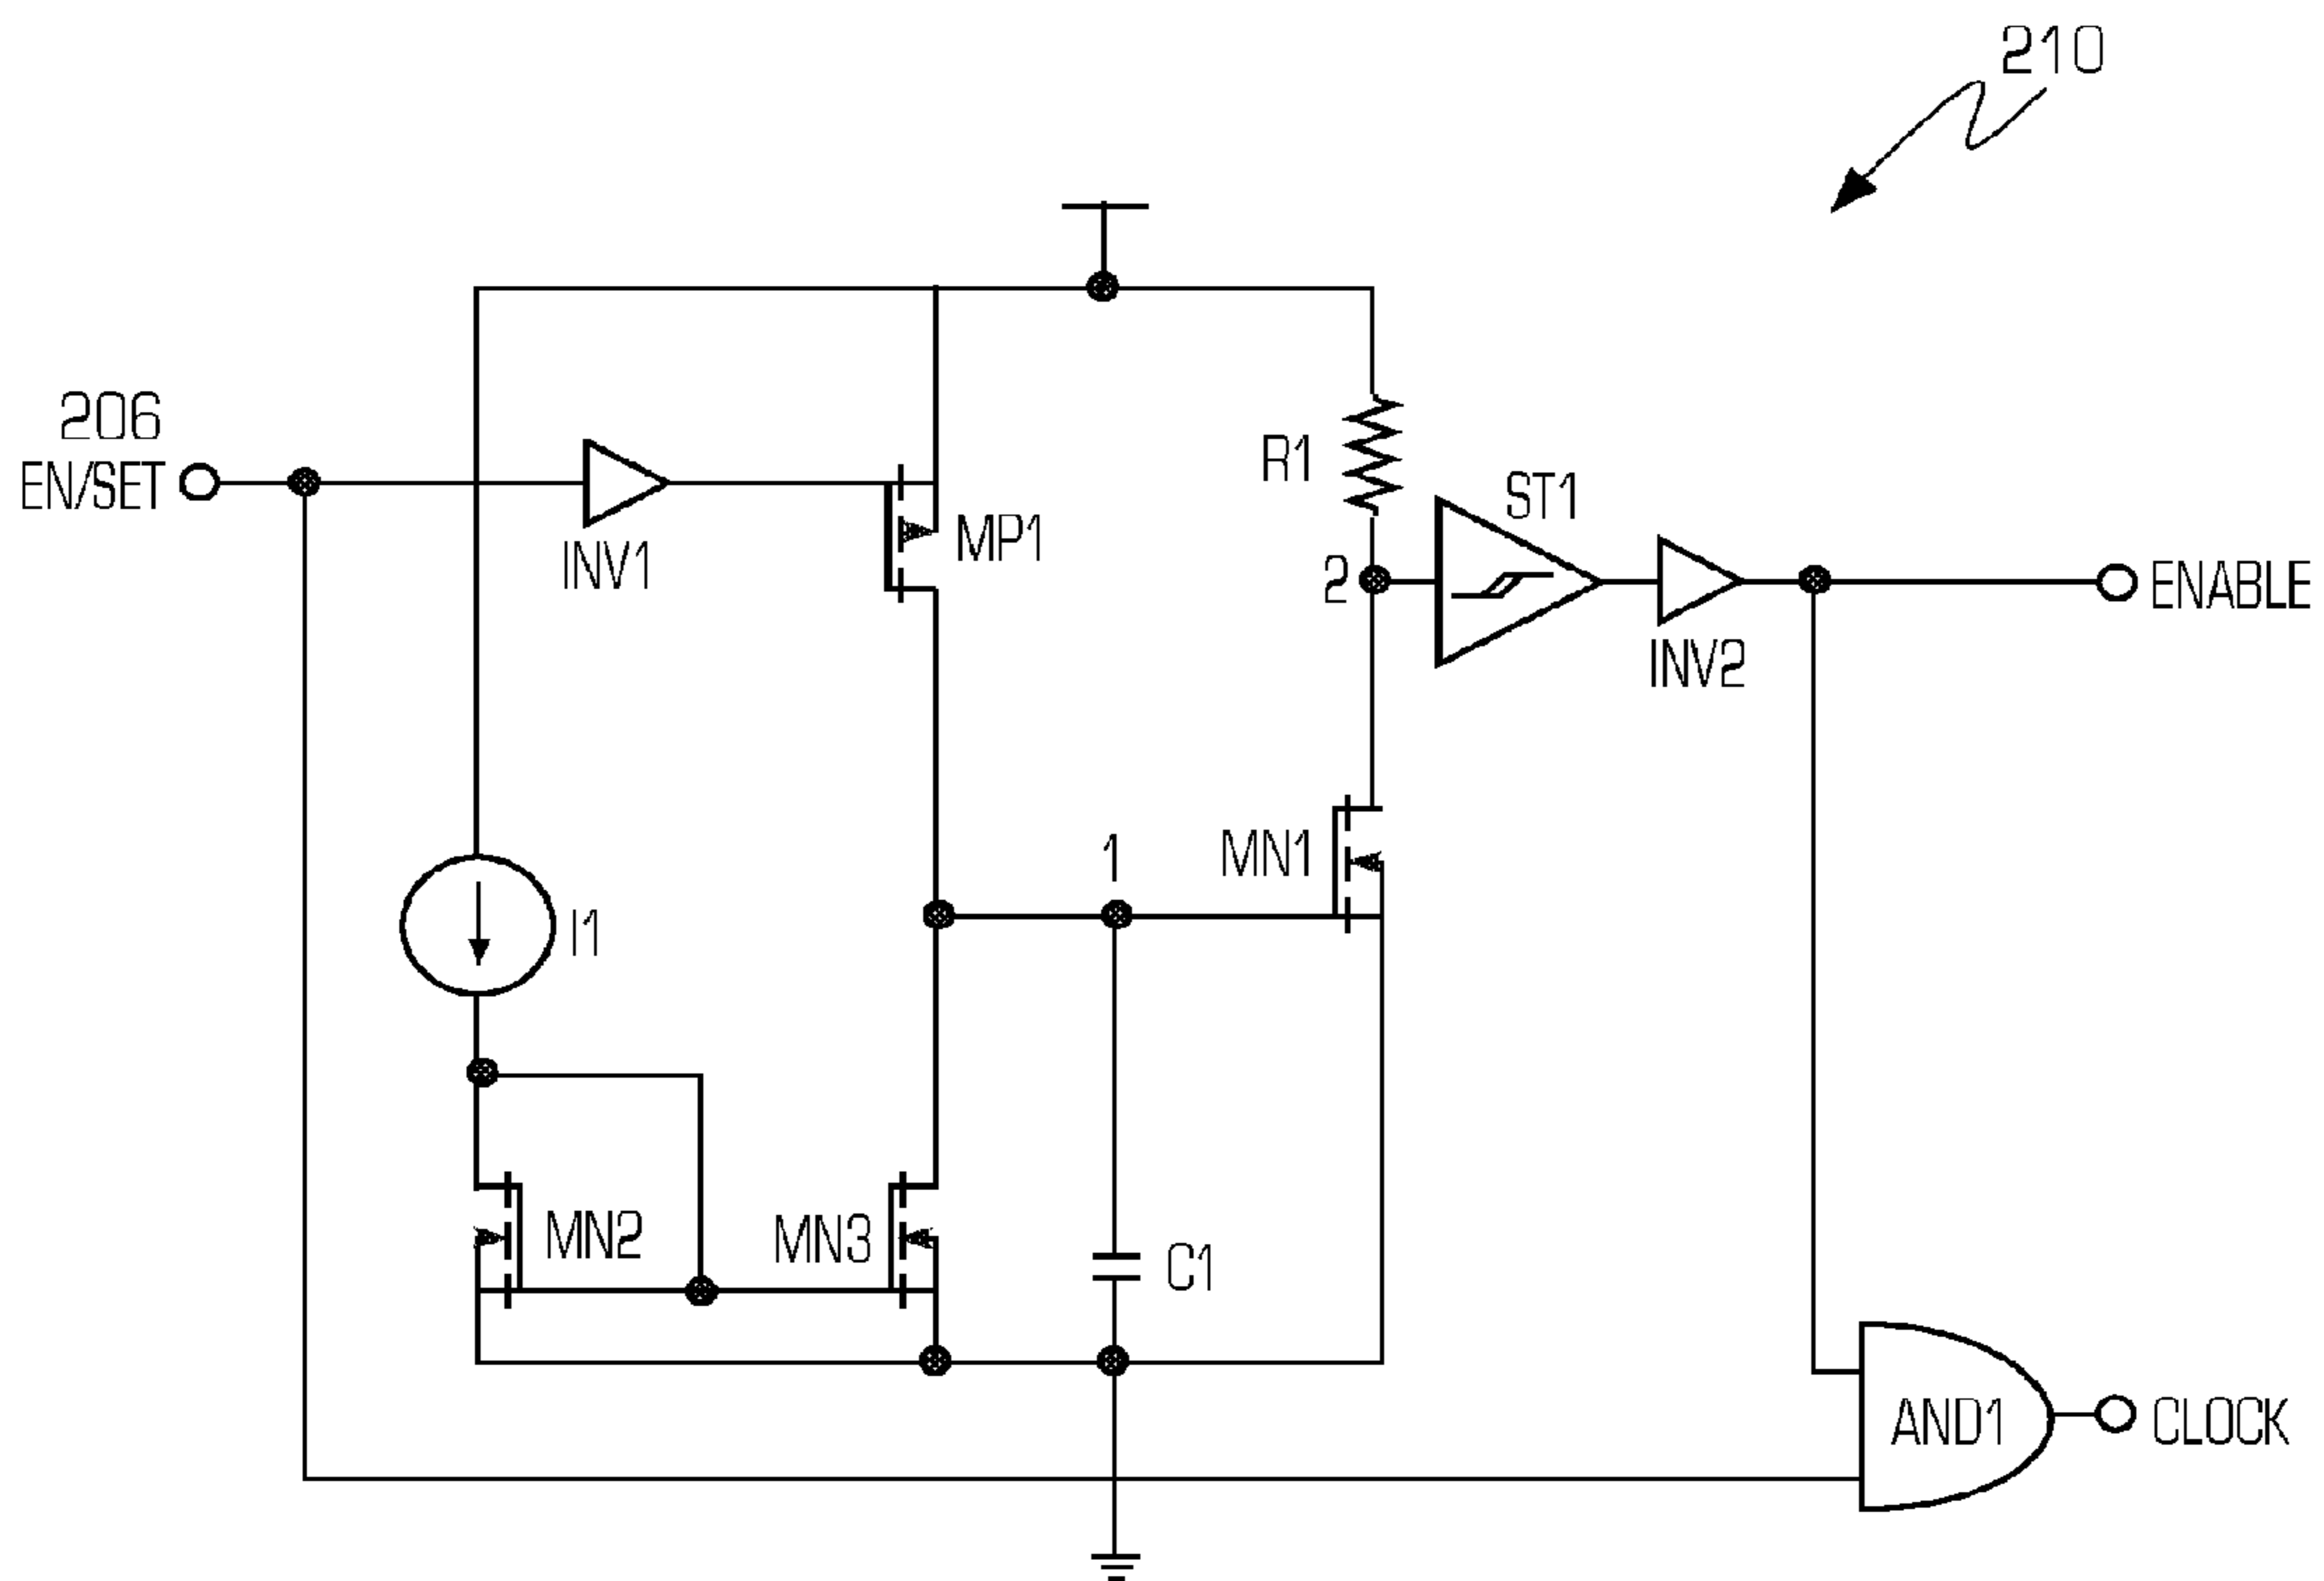 210
206
EN/SET
INV1
MP1
R1
2
ST1
INV2
ENABLE
I1
1
MN1
MN2
MN3
C1
AND1
CLOCK